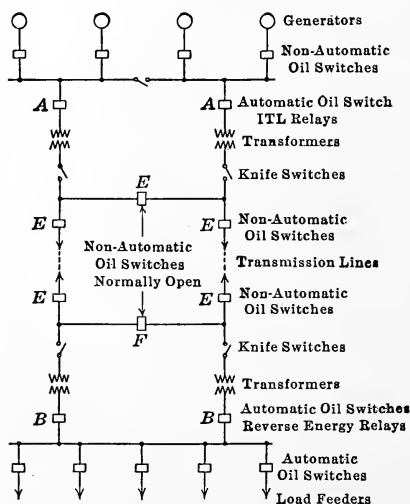 Generators
Non-Automatic
Oil Switches
A
A
Automatic Oil Switch
ITL Relays
Transformers
Knife Switches
E
E
E
Non-Automatic
Oil Switches
Non-Automatic
Oil Switches
Normally Open
Transmission Lines
E
E
Non-Automatic
Oil Switches
F
Knife Switches
Transformers
B
B
Automatic Oil Switches
Reverse Energy Relays
Automatic
Oil Switches
Load Feeders